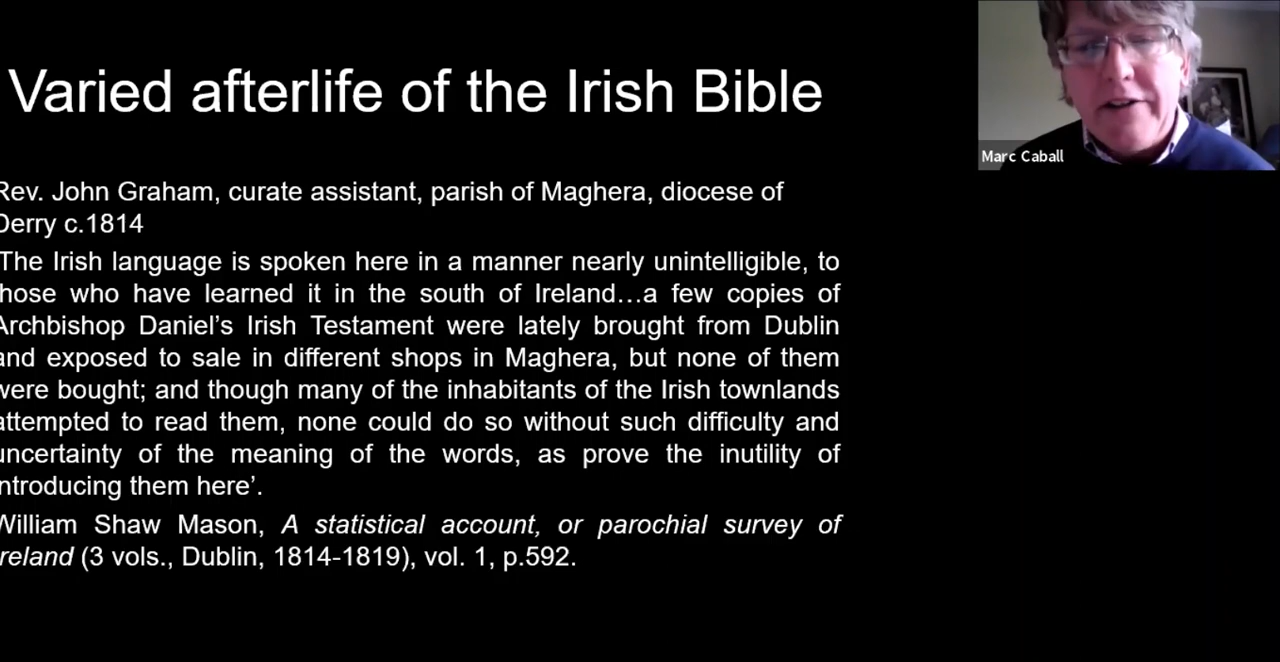 Varied afterlife of the Irish Bible
Marc Caball
Rev. John Graham, curate assistant, parish of Maghera, diocese of
Derry c.1814
The Irish language is spoken here in a manner nearly unintelligible, to
those who have learned it in the south of Ireland…a few copies of
Archbishop Daniel’s Irish Testament were lately brought from Dublin
and exposed to sale in different shops in Maghera, but none of them
were bought; and though many of the inhabitants of the Irish townlands
attempted to read them, none could do so without such difficulty and
uncertainty of the meaning of the words, as prove the inutility of
introducing them here’.
William Shaw Mason, A statistical account, or parochial survey of
Ireland (3 vols., Dublin, 1814-1819), vol. 1, p.592.